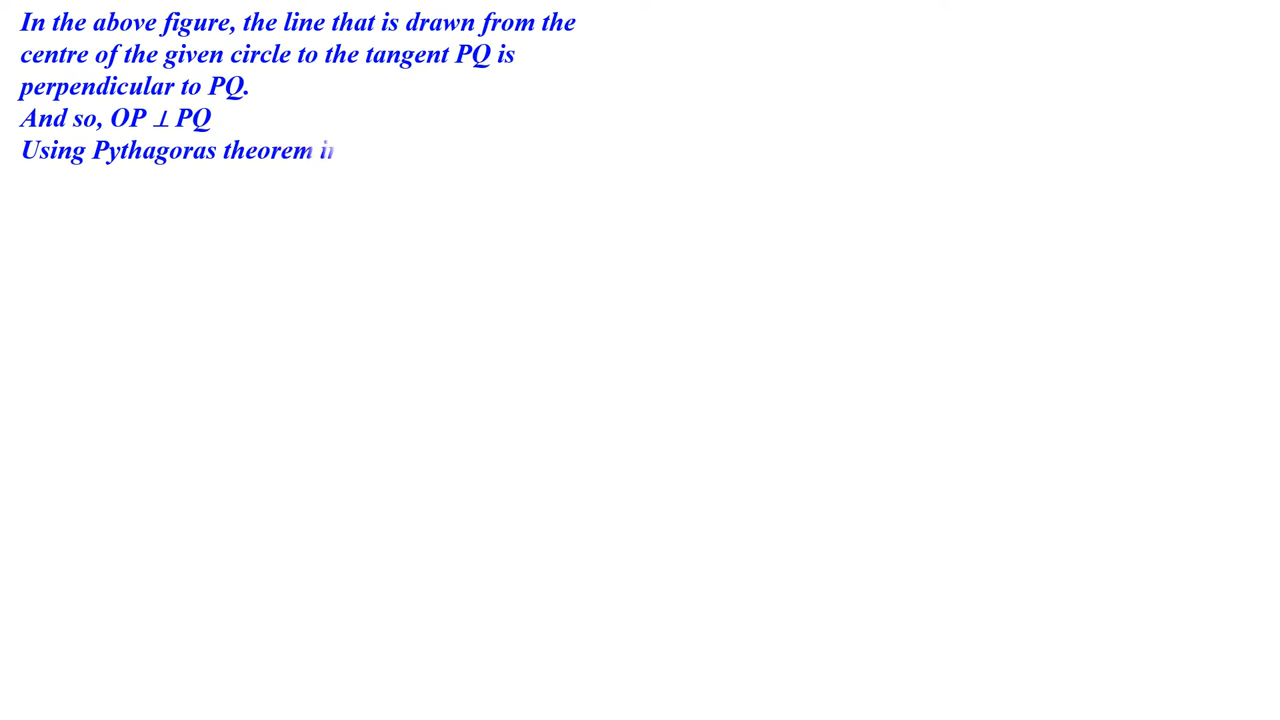 In the above figure, the line that is drawn from the
centre of the given circle to the tangent PQ is
perpendicular to PQ.
And so, OP ⊥ PQ
Using Pythagoras theorem